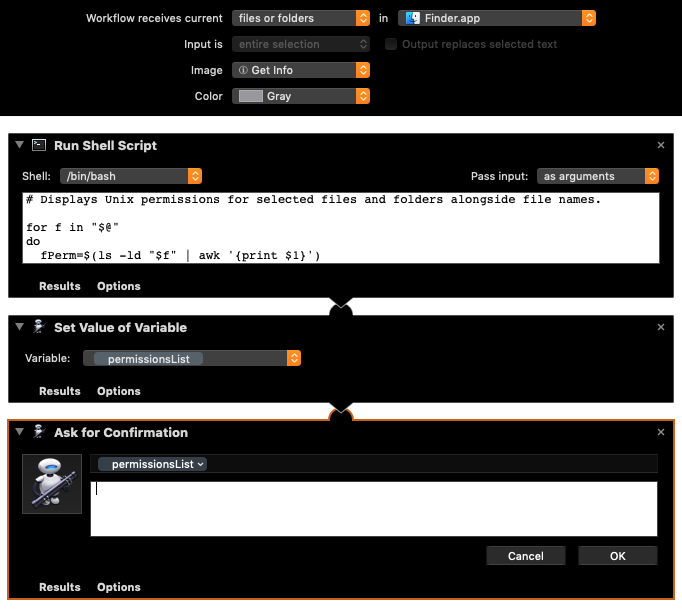 Workflow receives current files or folders in Finder.app
Input is entire selection Output replaces selected text
Image Get Info
Color Gray
Run Shell Script
Shell: /bin/bash Pass input: as arguments
# Displays Unix permissions for selected files and folders alongside file names.
for f in "$@"
do
  fPerm=$(ls -ld "$f" | awk '{print $1}')
Results Options
Set Value of Variable
Variable: permissionsList
Results Options
Ask for Confirmation
permissionsList
Cancel OK
Results Options